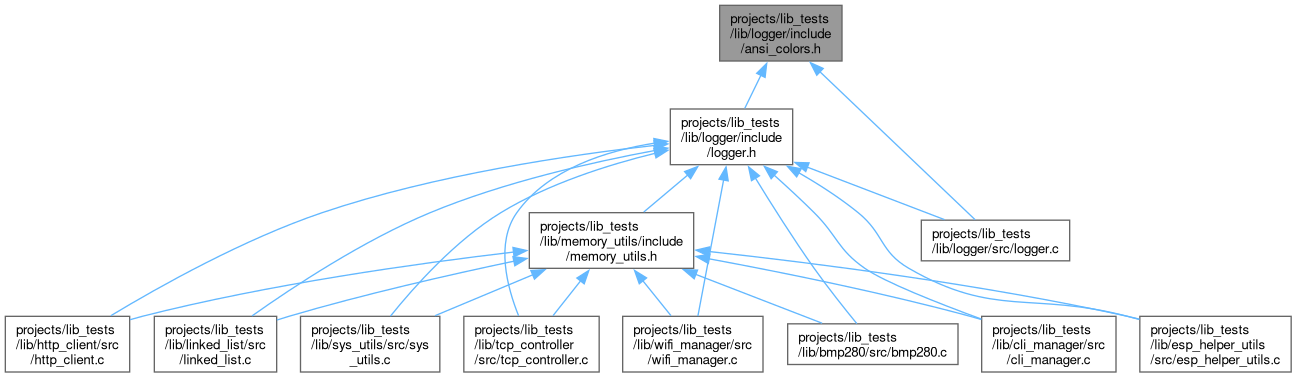 projects/lib_tests
/lib/logger/include
/ansi_colors.h
projects/lib_tests
/lib/logger/include
/logger.h
projects/lib_tests
/lib/memory_utils/include
/memory_utils.h
projects/lib_tests
/lib/logger/src/logger.c
projects/lib_tests
/lib/http_client/src
/http_client.c
projects/lib_tests
/lib/linked_list/src
/linked_list.c
projects/lib_tests
/lib/sys_utils/src/sys
_utils.c
projects/lib_tests
/lib/tcp_controller
/src/tcp_controller.c
projects/lib_tests
/lib/wifi_manager/src
/wifi_manager.c
projects/lib_tests
/lib/bmp280/src/bmp280.c
projects/lib_tests
/lib/cli_manager/src
/cli_manager.c
projects/lib_tests
/lib/esp_helper_utils
/src/esp_helper_utils.c